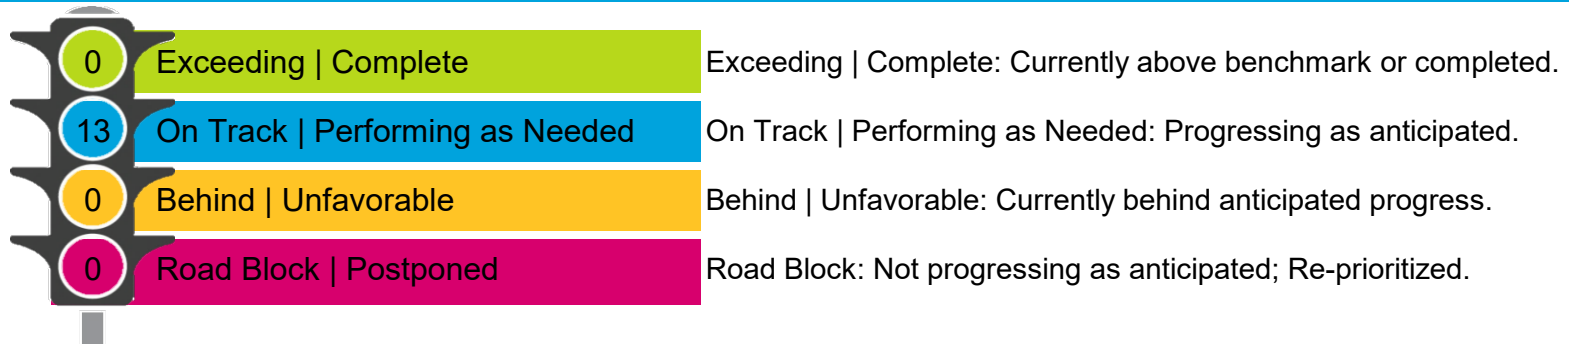 0 Exceeding | Complete Exceeding | Complete: Currently above benchmark or completed.
13 On Track | Performing as Needed On Track | Performing as Needed: Progressing as anticipated.
0 Behind | Unfavorable Behind | Unfavorable: Currently behind anticipated progress.
0 Road Block | Postponed Road Block: Not progressing as anticipated; Re-prioritized.